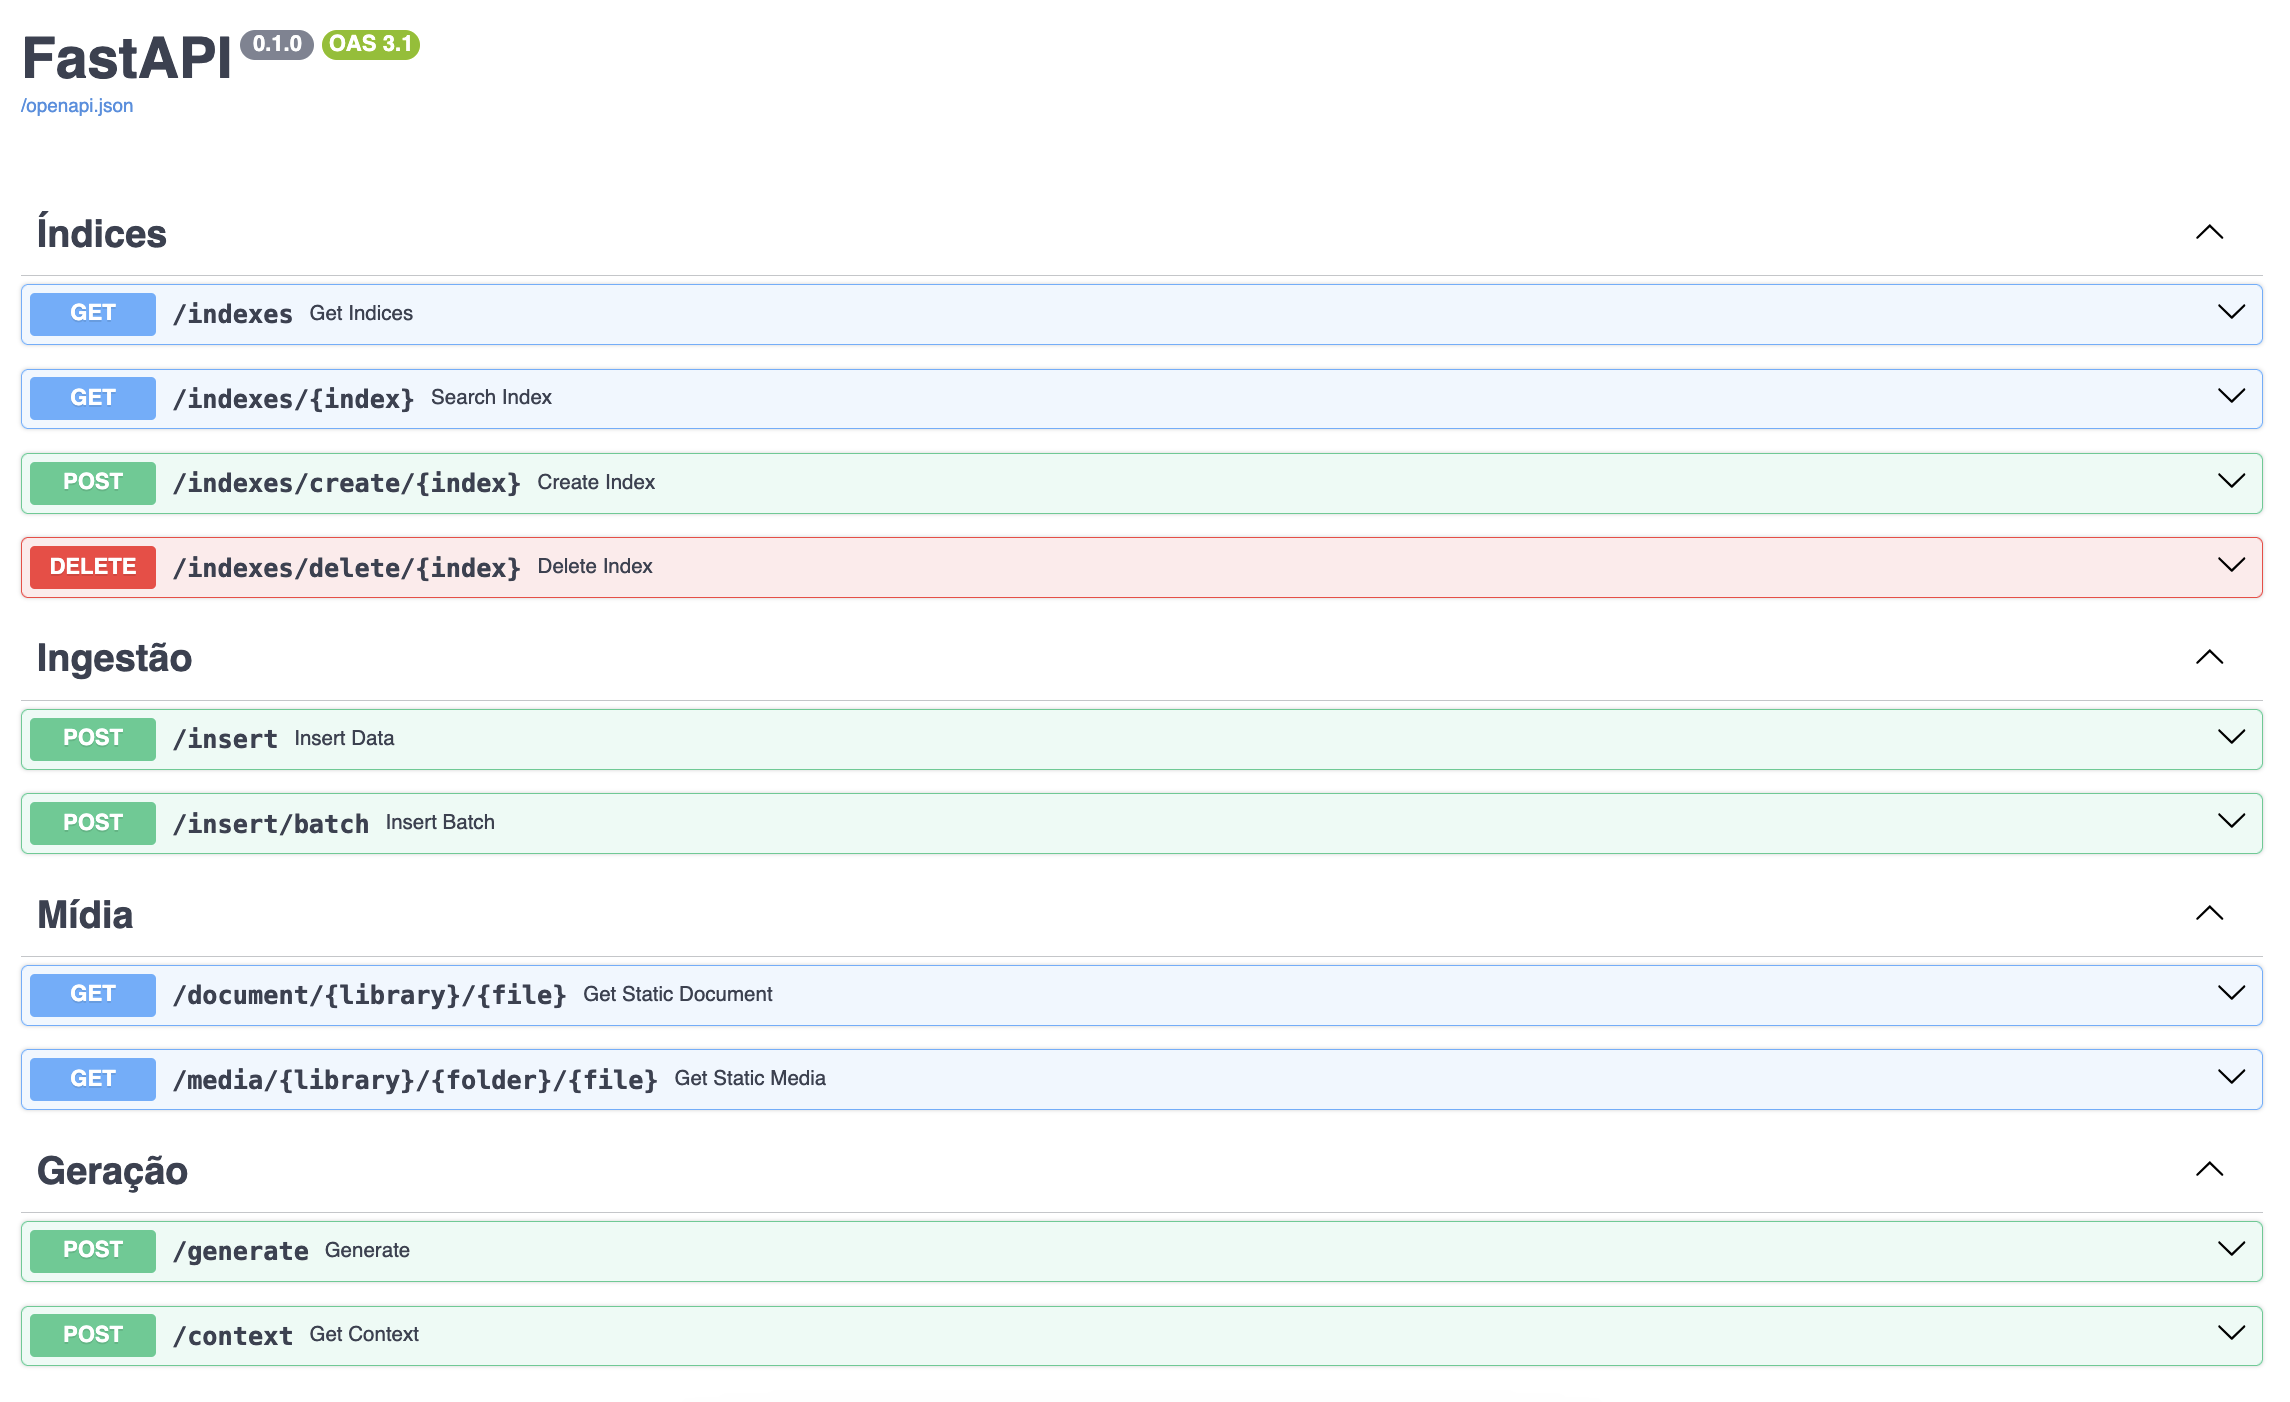 FastAPI 0.1.0 OAS 3.1
/openapi.json
Índices
GET /indexes Get Indices
GET /indexes/{index} Search Index
POST /indexes/create/{index} Create Index
DELETE /indexes/delete/{index} Delete Index
Ingestão
POST /insert Insert Data
POST /insert/batch Insert Batch
Mídia
GET /document/{library}/{file} Get Static Document
GET /media/{library}/{folder}/{file} Get Static Media
Geração
POST /generate Generate
POST /context Get Context